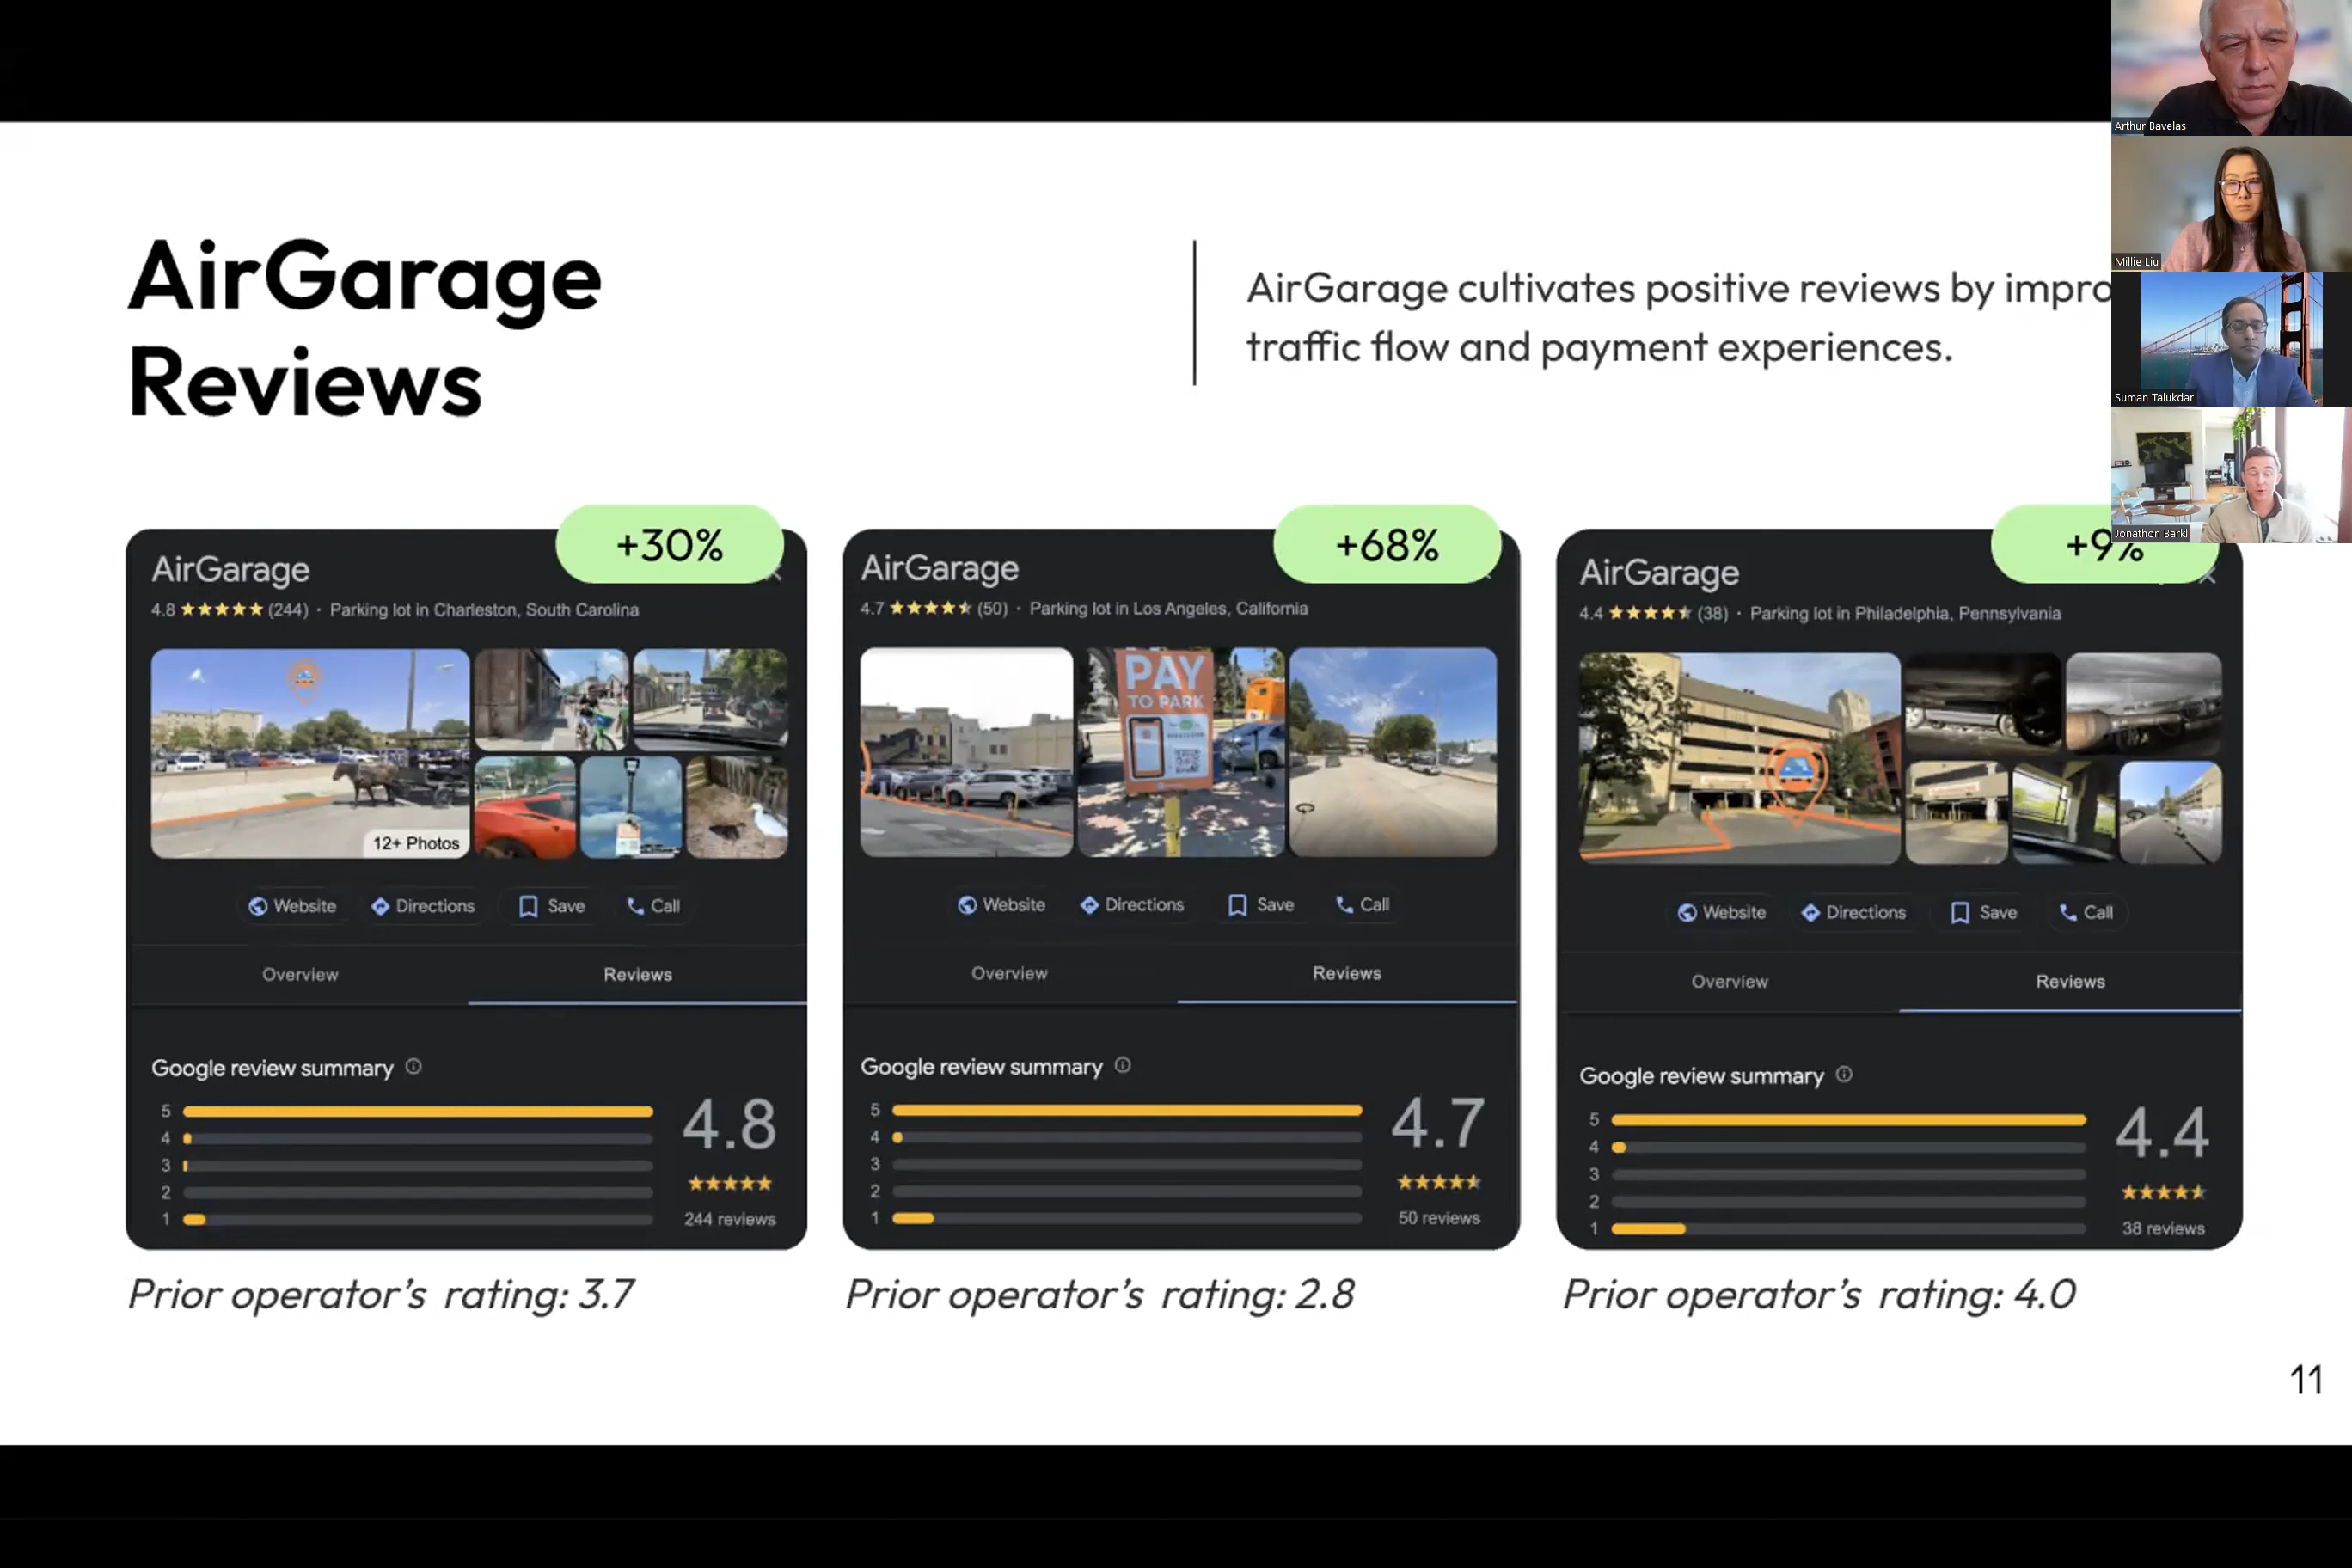 AirGarage
Reviews
AirGarage cultivates positive reviews by impro
traffic flow and payment experiences.
Arthur Bavelas
Millie Liu
Suman Talukdar
Jonathon Barkl
+30%
AirGarage
4.8 (244) · Parking lot in Charleston, South Carolina
12+ Photos
Website Directions Save Call
Overview Reviews
Google review summary
5
4
3
2
1
4.8
244 reviews
Prior operator's rating: 3.7
+68%
AirGarage
4.7 (50) · Parking lot in Los Angeles, California
PAY
TO PARK
Website Directions Save Call
Overview Reviews
Google review summary
5
4
3
2
1
4.7
50 reviews
Prior operator's rating: 2.8
+9%
AirGarage
4.4 (38) · Parking lot in Philadelphia, Pennsylvania
Website Directions Save Call
Overview Reviews
Google review summary
5
4
3
2
1
4.4
38 reviews
Prior operator's rating: 4.0
11